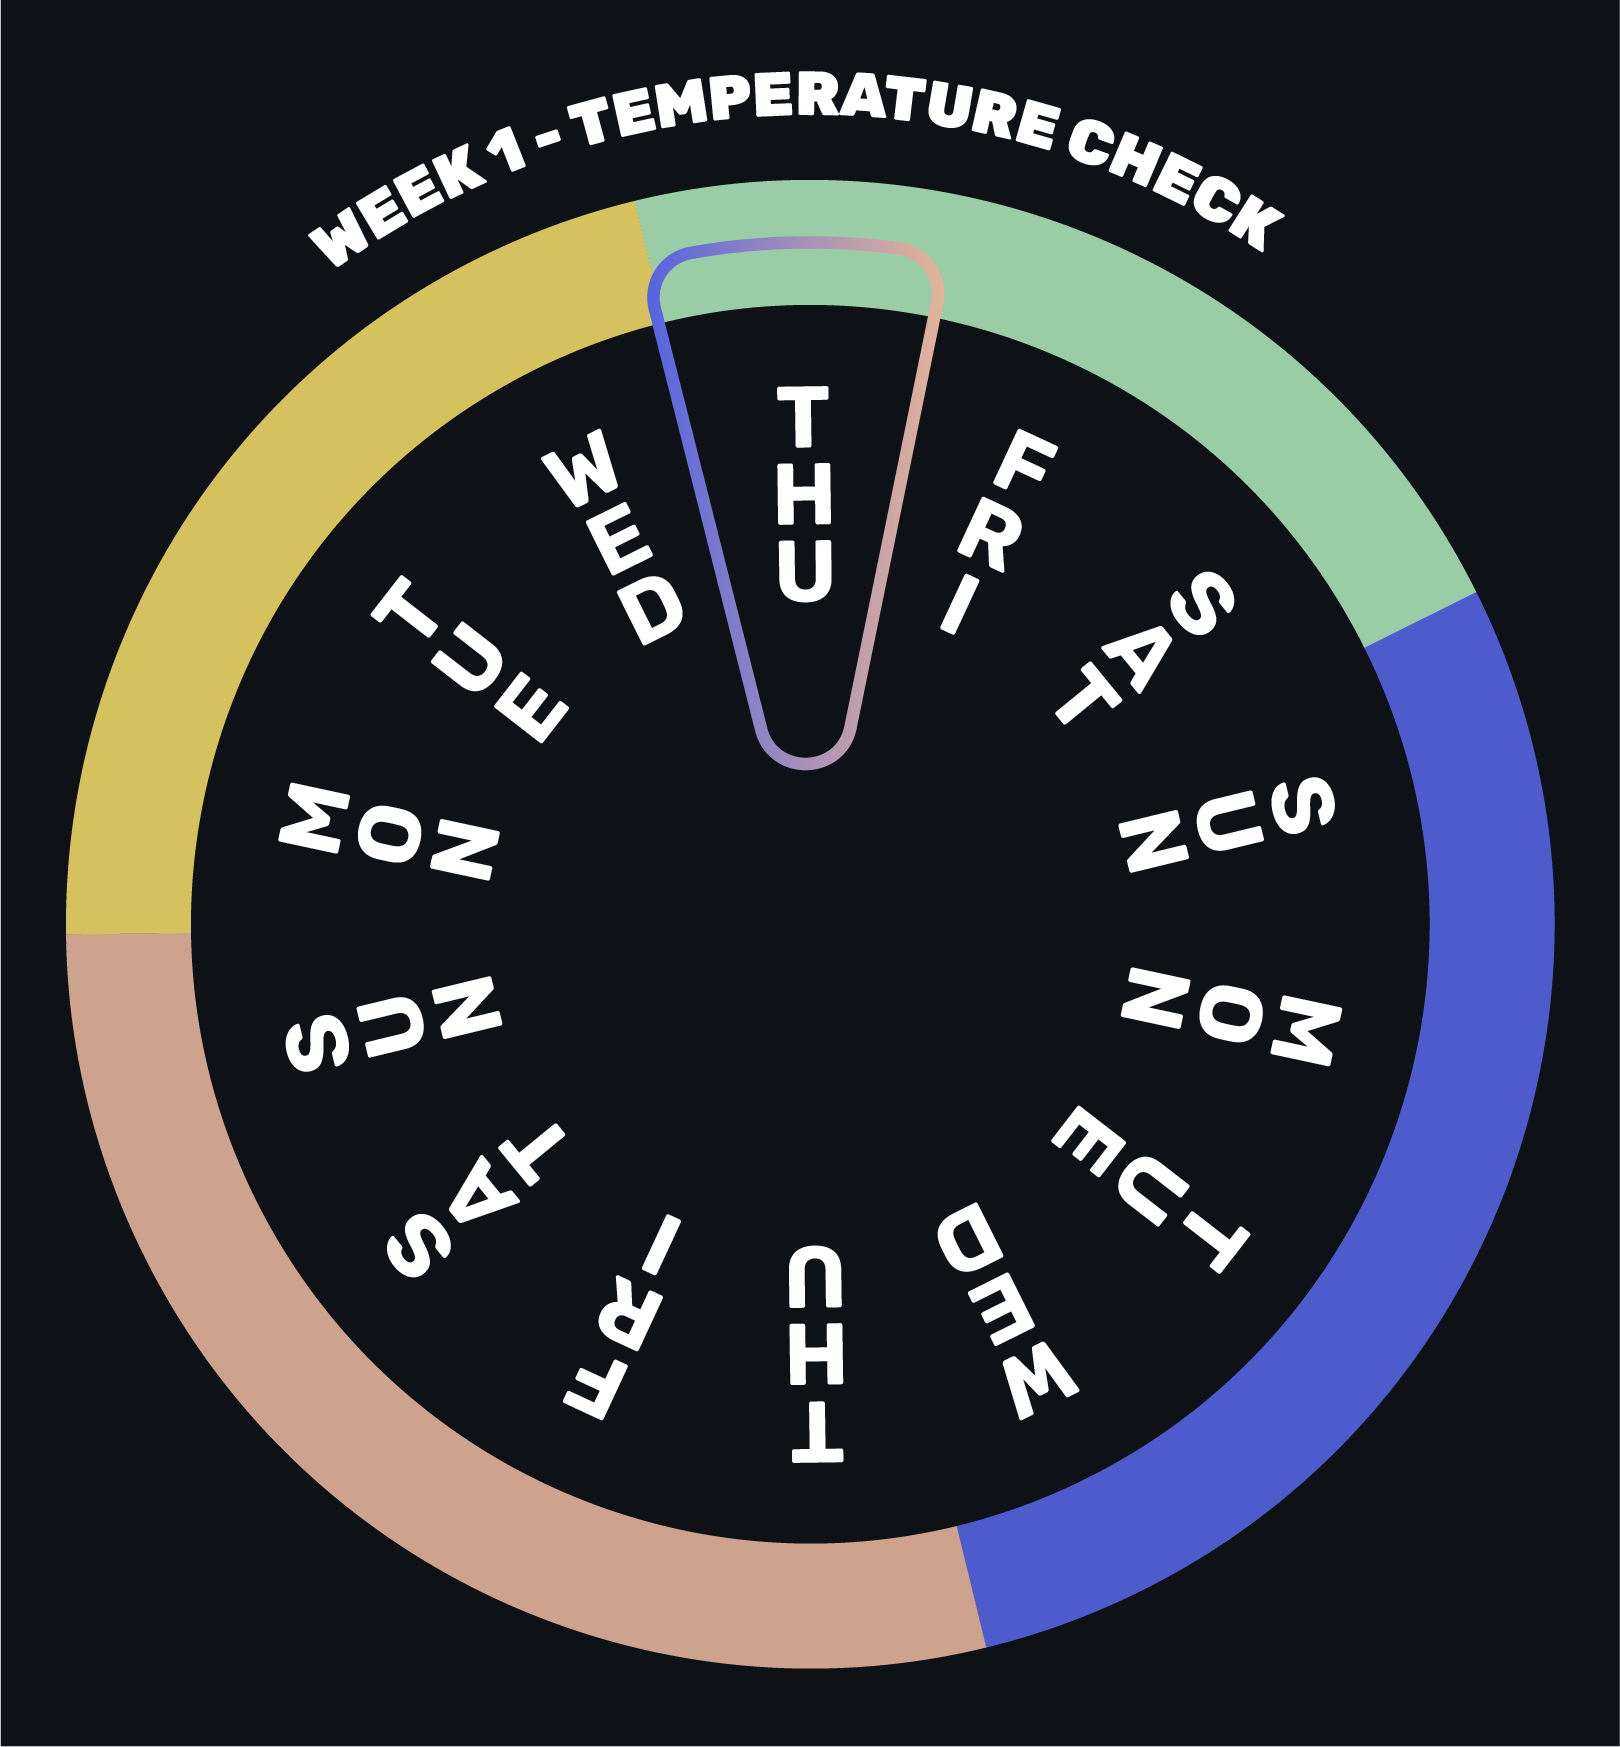 WEEK 1 - TEMPERATURE CHECK
THU
FRI
SAT
SUN
MON
TUE
WED
THU
FRI
SAT
SUN
MON
TUE
WED